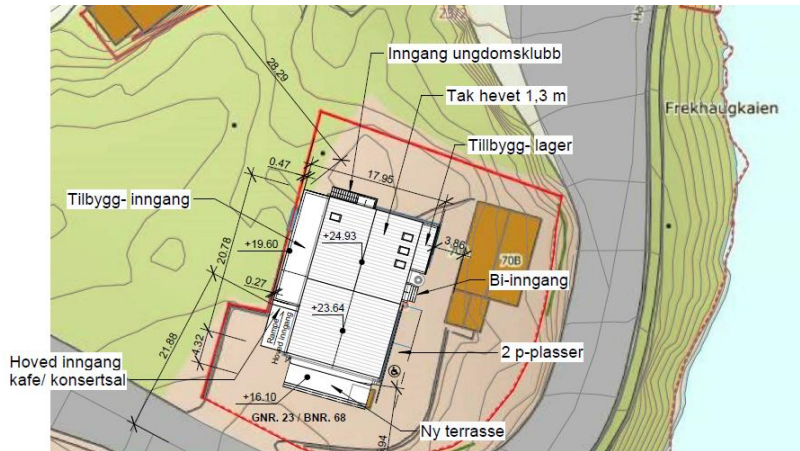 23/2
Inngang ungdomsklubb
28.29
Tak hevet 1,3 m
Frekhaugkaien
Tillbygg- lager
0.47
17.95
Tilbygg- inngang
+24.93
3.86
+19.60
70B
20.78
Bi-inngang
0.27
+23.64
Rampe
Hoved inngang
21.88
4.32
2 p-plasser
Hoved inngang
kafe/ konsertsal
+16.10
GNR. 23 / BNR. 68
Ny terrasse
.94